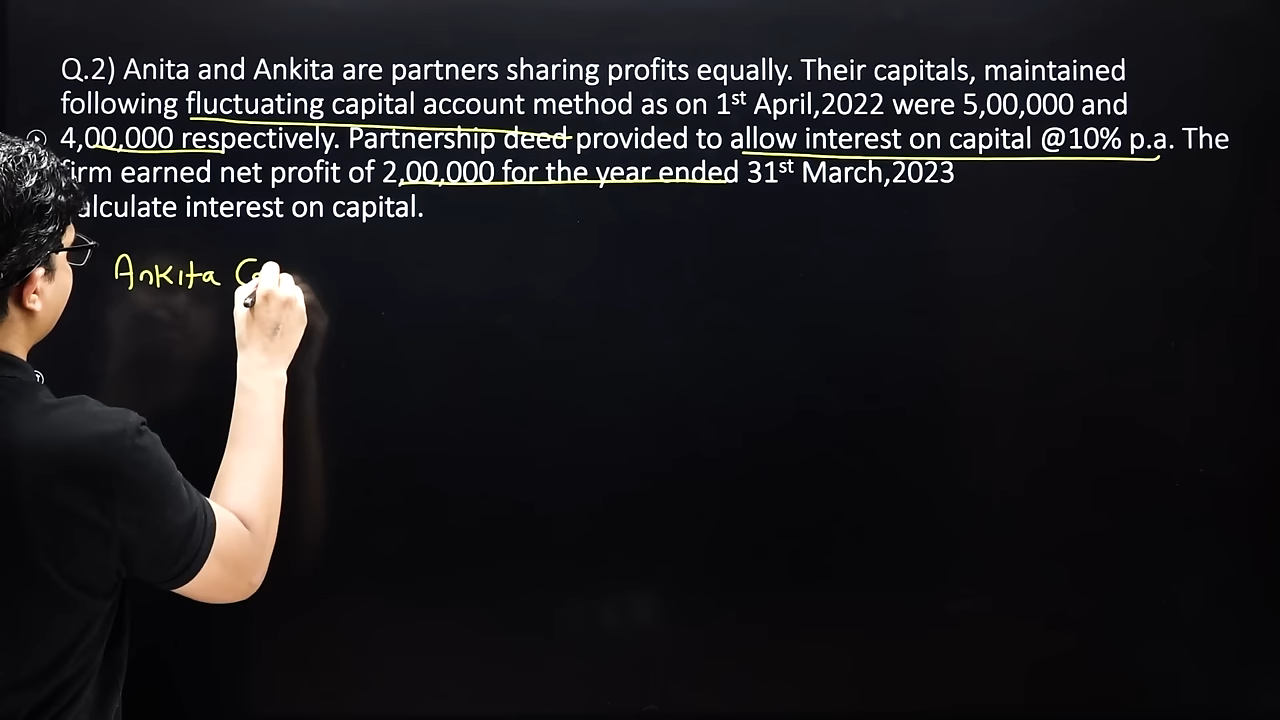 Q.2) Anita and Ankita are partners sharing profits equally. Their capitals, maintained
following fluctuating capital account method as on 1st April,2022 were 5,00,000 and
4,00,000 respectively. Partnership deed provided to allow interest on capital @10% p.a. The
firm earned net profit of 2,00,000 for the year ended 31st March,2023
alculate interest on capital.
Ankita